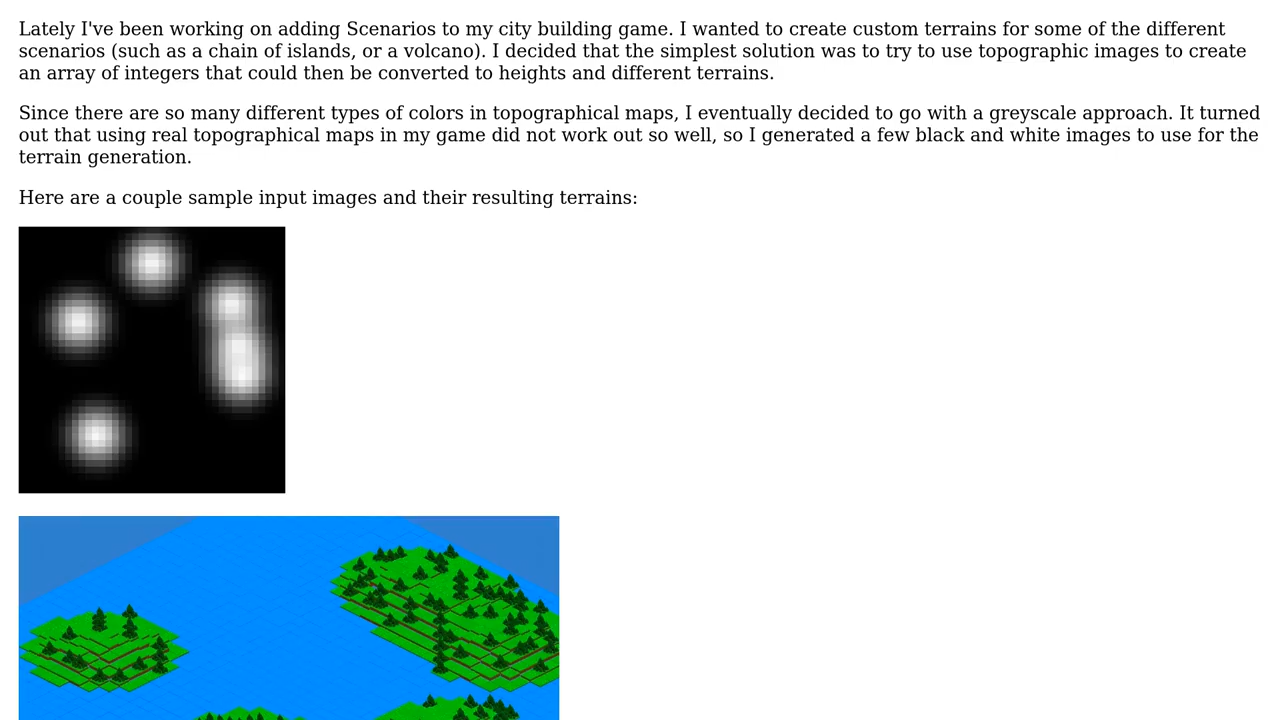 Lately I've been working on adding Scenarios to my city building game. I wanted to create custom terrains for some of the different
scenarios (such as a chain of islands, or a volcano). I decided that the simplest solution was to try to use topographic images to create
an array of integers that could then be converted to heights and different terrains.
Since there are so many different types of colors in topographical maps, I eventually decided to go with a greyscale approach. It turned
out that using real topographical maps in my game did not work out so well, so I generated a few black and white images to use for the
terrain generation.
Here are a couple sample input images and their resulting terrains: